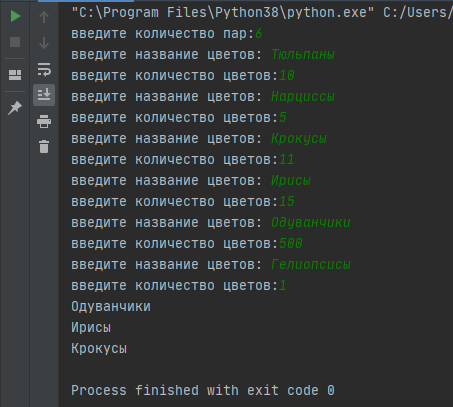 "C:\Program Files\Python38\python.exe" C:/Users/
введите количество пар:6
введите название цветов: Тюльпаны
введите количество цветов:10
введите название цветов: Нарциссы
введите количество цветов:5
введите название цветов: Крокусы
введите количество цветов:11
введите название цветов: Ирисы
введите количество цветов:15
введите название цветов: Одуванчики
введите количество цветов:500
введите название цветов: Гелиопсисы
введите количество цветов:1
Одуванчики
Ирисы
Крокусы
Process finished with exit code 0